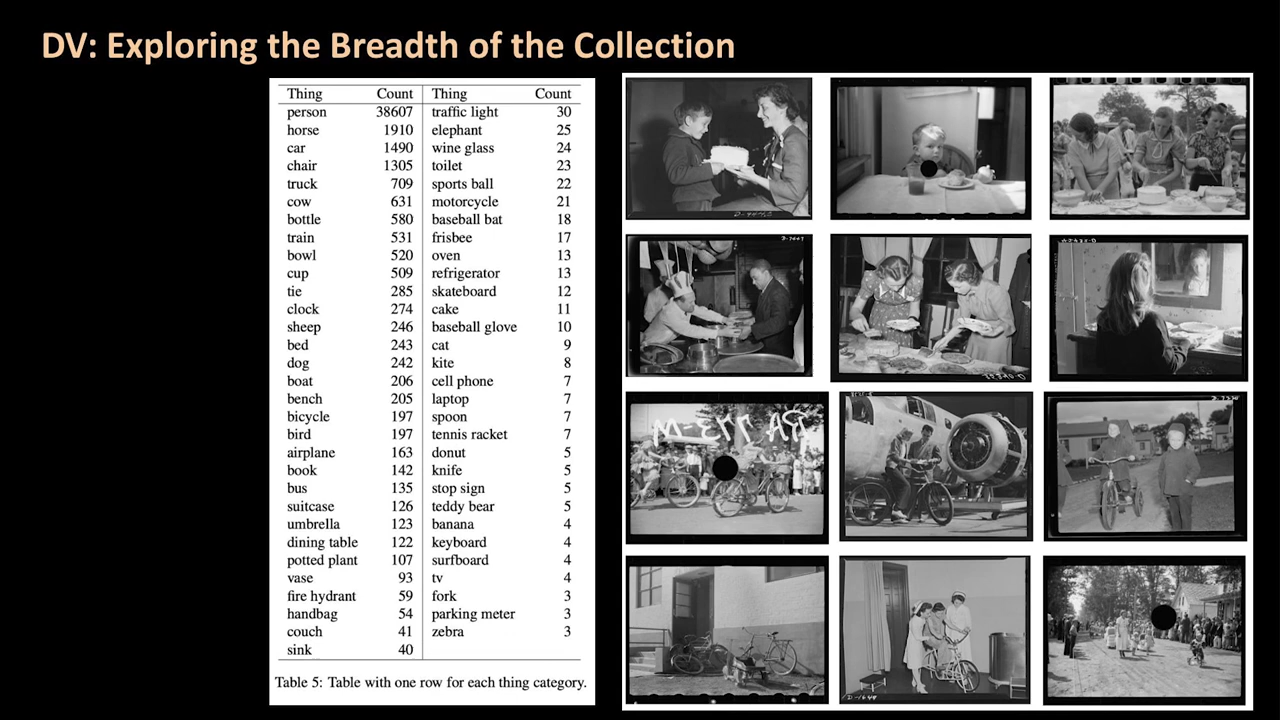 DV: Exploring the Breadth of the Collection
Thing Count Thing Count
person 38607 traffic light 30
horse 1910 elephant 25
car 1490 wine glass 24
chair 1305 toilet 23
truck 709 sports ball 22
cow 631 motorcycle 21
bottle 580 baseball bat 18
train 531 frisbee 17
bowl 520 oven 13
cup 509 refrigerator 13
tie 285 skateboard 12
clock 274 cake 11
sheep 246 baseball glove 10
bed 243 cat 9
dog 242 kite 8
boat 206 cell phone 7
bench 205 laptop 7
bicycle 197 spoon 7
bird 197 tennis racket 7
airplane 163 donut 5
book 142 knife 5
bus 135 stop sign 5
suitcase 126 teddy bear 5
umbrella 123 banana 4
dining table 122 keyboard 4
potted plant 107 surfboard 4
vase 93 tv 4
fire hydrant 59 fork 3
handbag 54 parking meter 3
couch 41 zebra 3
sink 40
Table 5: Table with one row for each thing category.